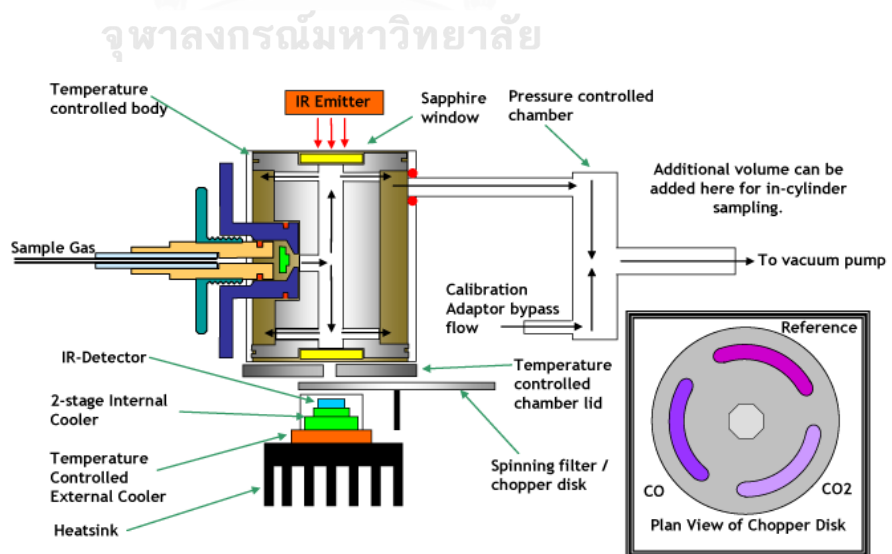 จุฬาลงกรณ์มหาวิทยาลัย
Temperature
controlled body
IR Emitter
Sapphire
window
Pressure controlled
chamber
Additional volume can be
added here for in-cylinder
sampling.
Sample Gas
To vacuum pump
Calibration
Adaptor bypass
flow
IR-Detector
2-stage Internal
Cooler
Temperature
Controlled
External Cooler
Heatsink
Temperature
controlled
chamber lid
Spinning filter /
chopper disk
Reference
CO
CO2
Plan View of Chopper Disk